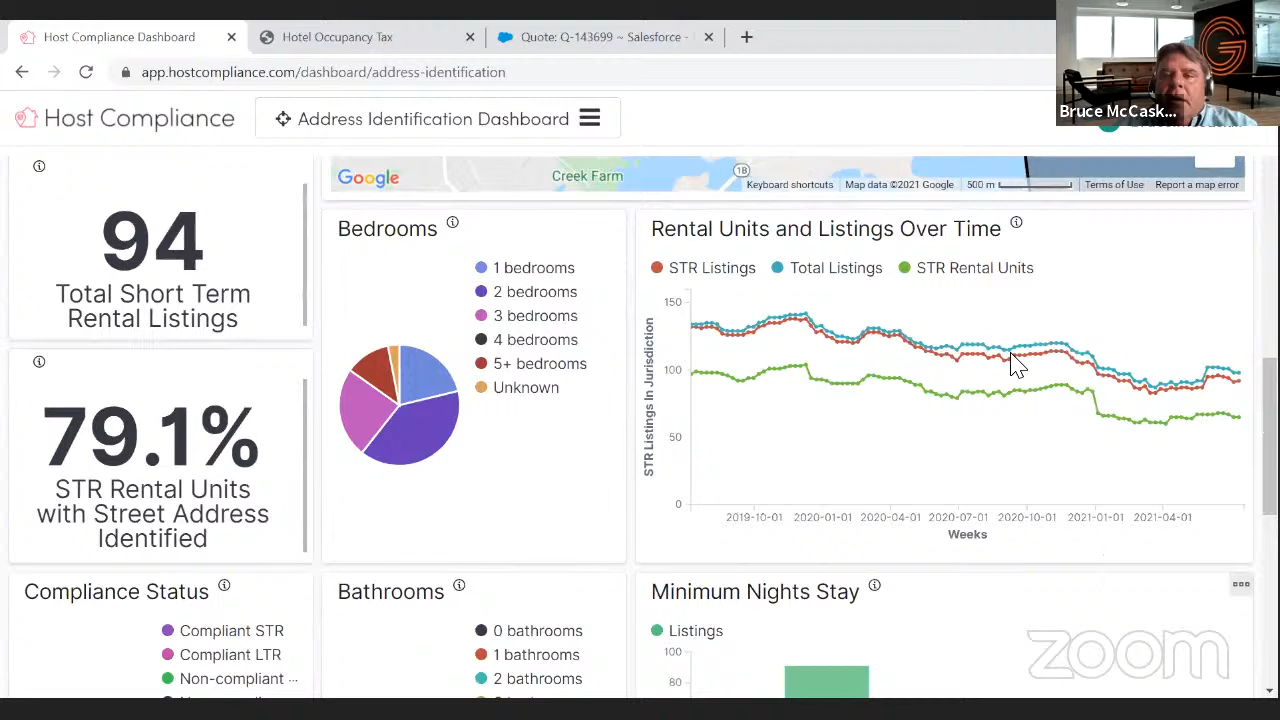 Host Compliance Dashboard
Hotel Occupancy Tax
Quote: Q-143699 ~ Salesforce -
app.hostcompliance.com/dashboard/address-identification
Bruce McCask...
Host Compliance
Address Identification Dashboard
94
Total Short Term
Rental Listings
79.1%
STR Rental Units
with Street Address
Identified
Google
Creek Farm
1B
Keyboard shortcuts
Map data ©2021 Google
500 m
Terms of Use
Report a map error
Bedrooms
1 bedrooms
2 bedrooms
3 bedrooms
4 bedrooms
5+ bedrooms
Unknown
Rental Units and Listings Over Time
STR Listings
Total Listings
STR Rental Units
STR Listings In Jurisdiction
150
100
50
0
2019-10-01
2020-01-01
2020-04-01
2020-07-01
2020-10-01
2021-01-01
2021-04-01
Weeks
Compliance Status
Compliant STR
Compliant LTR
Non-compliant ...
Bathrooms
0 bathrooms
1 bathrooms
2 bathrooms
Minimum Nights Stay
Listings
100
80
zoom